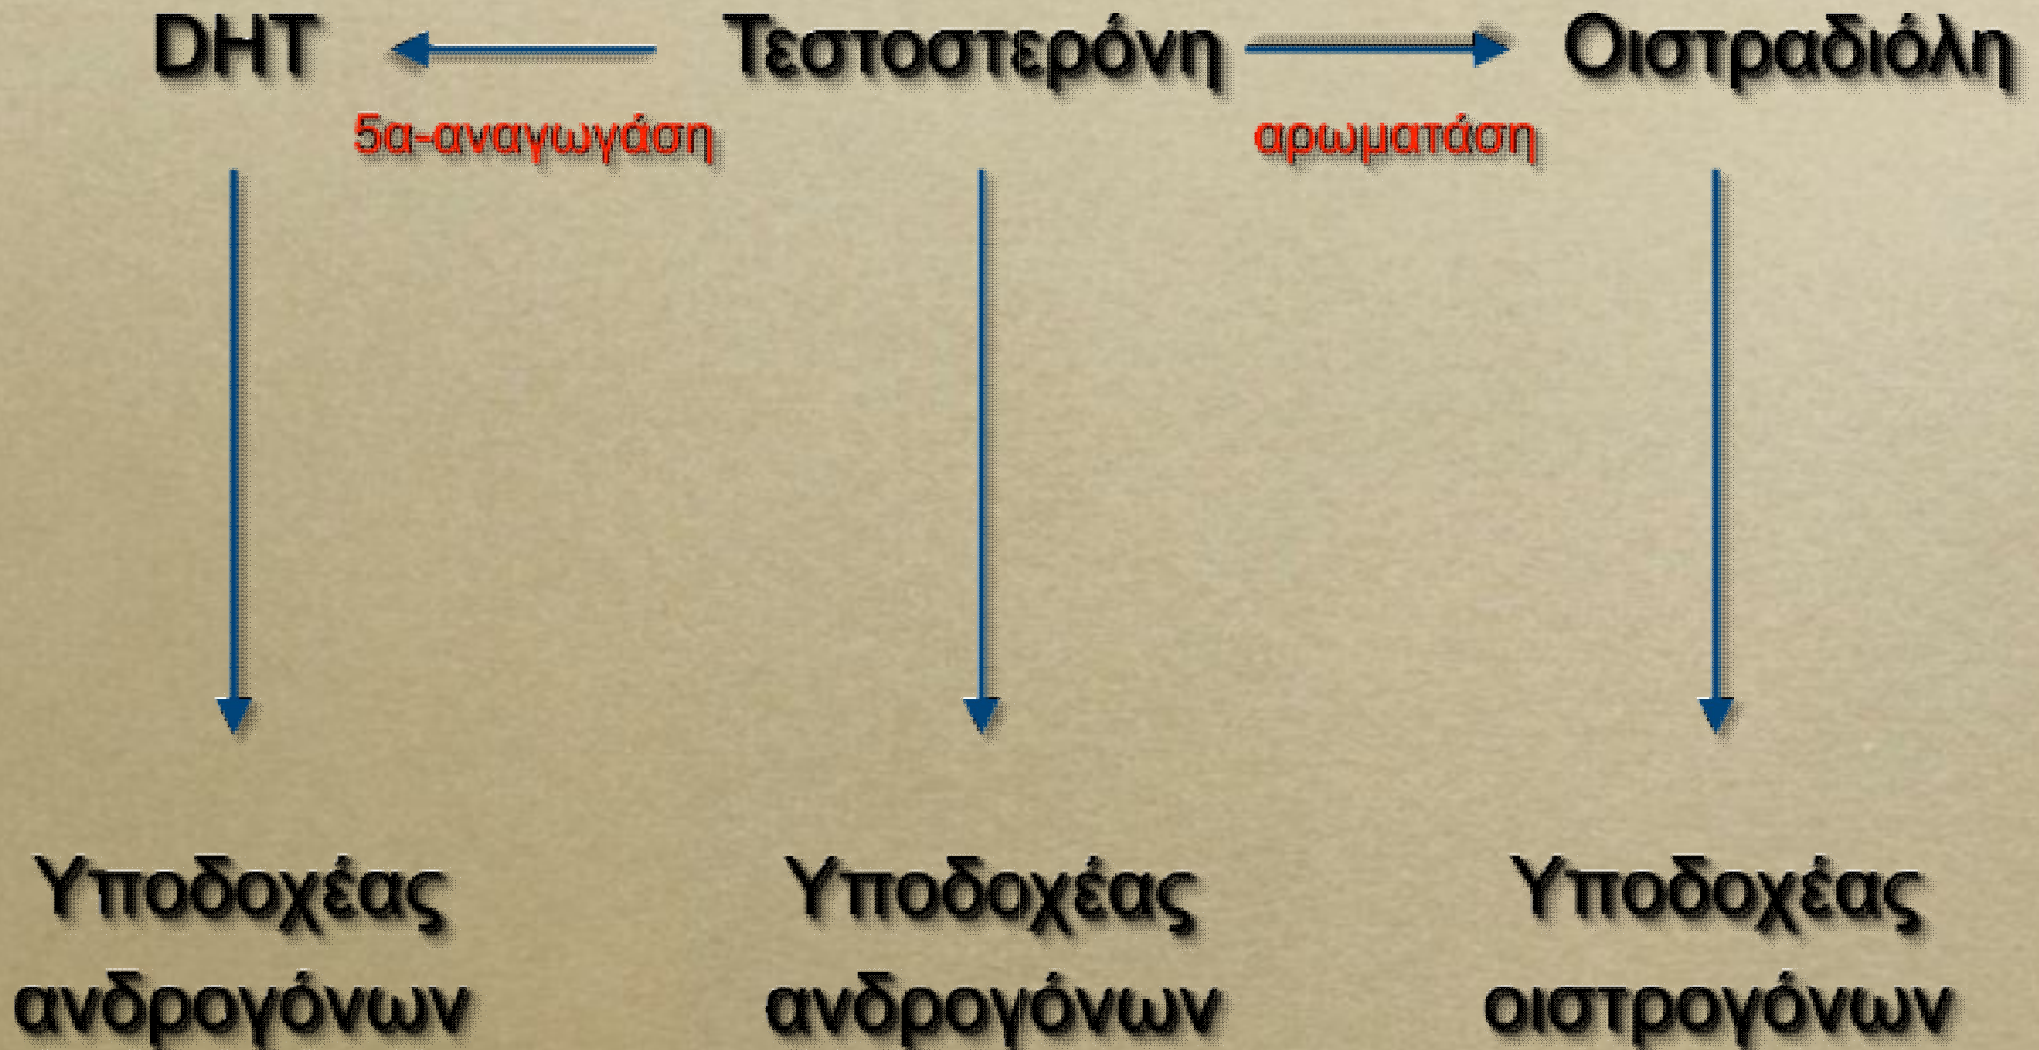 DHT Τεστοστερόνη Οιστραδιόλη
5α-αναγωγάση αρωματάση
Υποδοχέας Υποδοχέας Υποδοχέας
ανδρογόνων ανδρογόνων οιστρογόνων